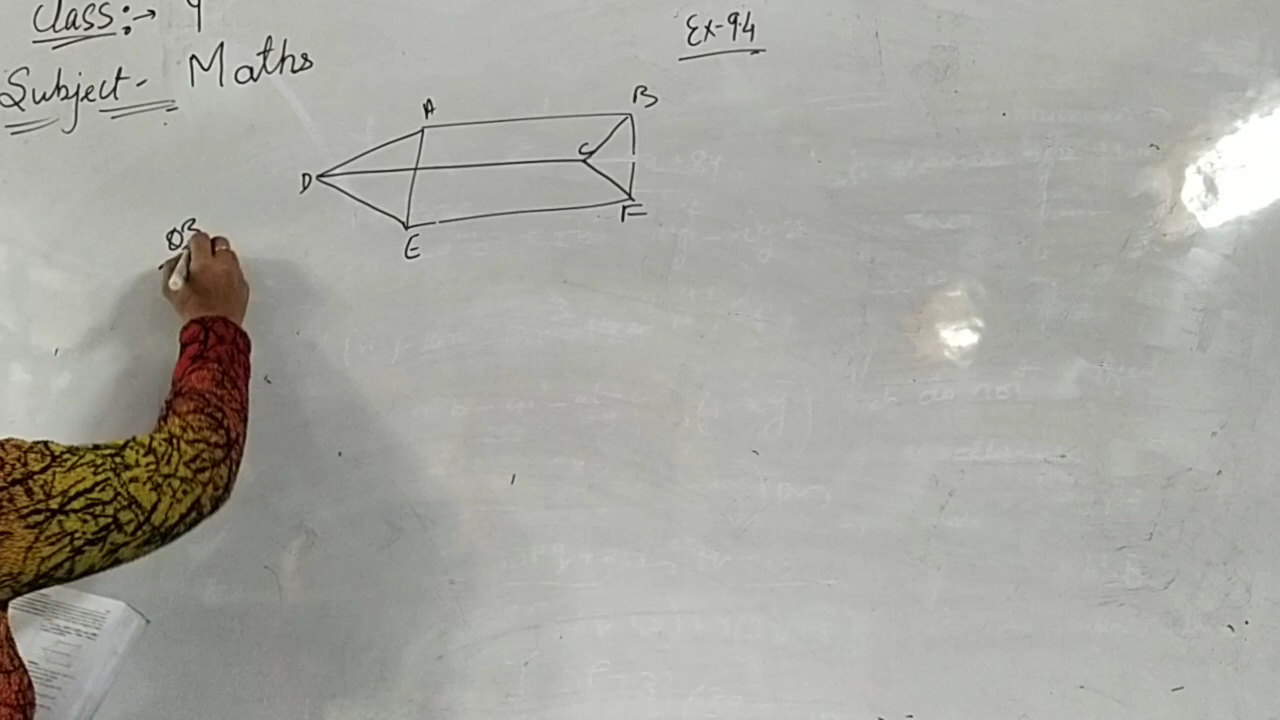 Class:→ 9
Subject- Maths
Ex-9.4
A
B
C
D
E
F